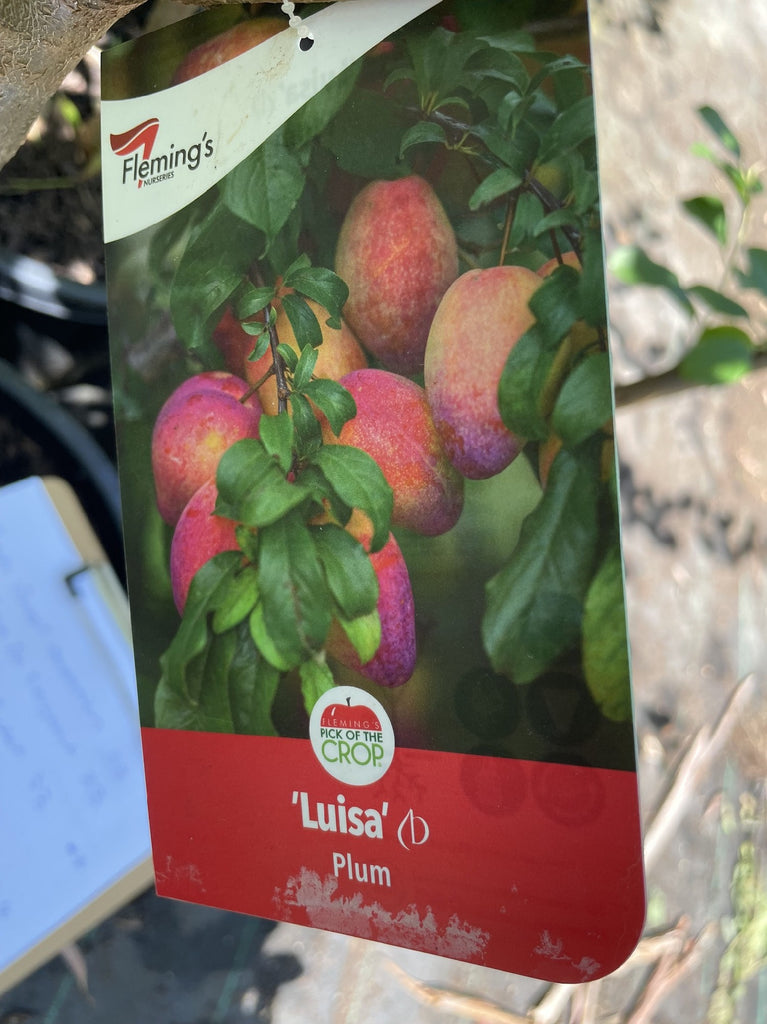 Fleming's
NURSERIES
FLEMING'S
PICK OF THE
CROP
'Luisa'
Plum